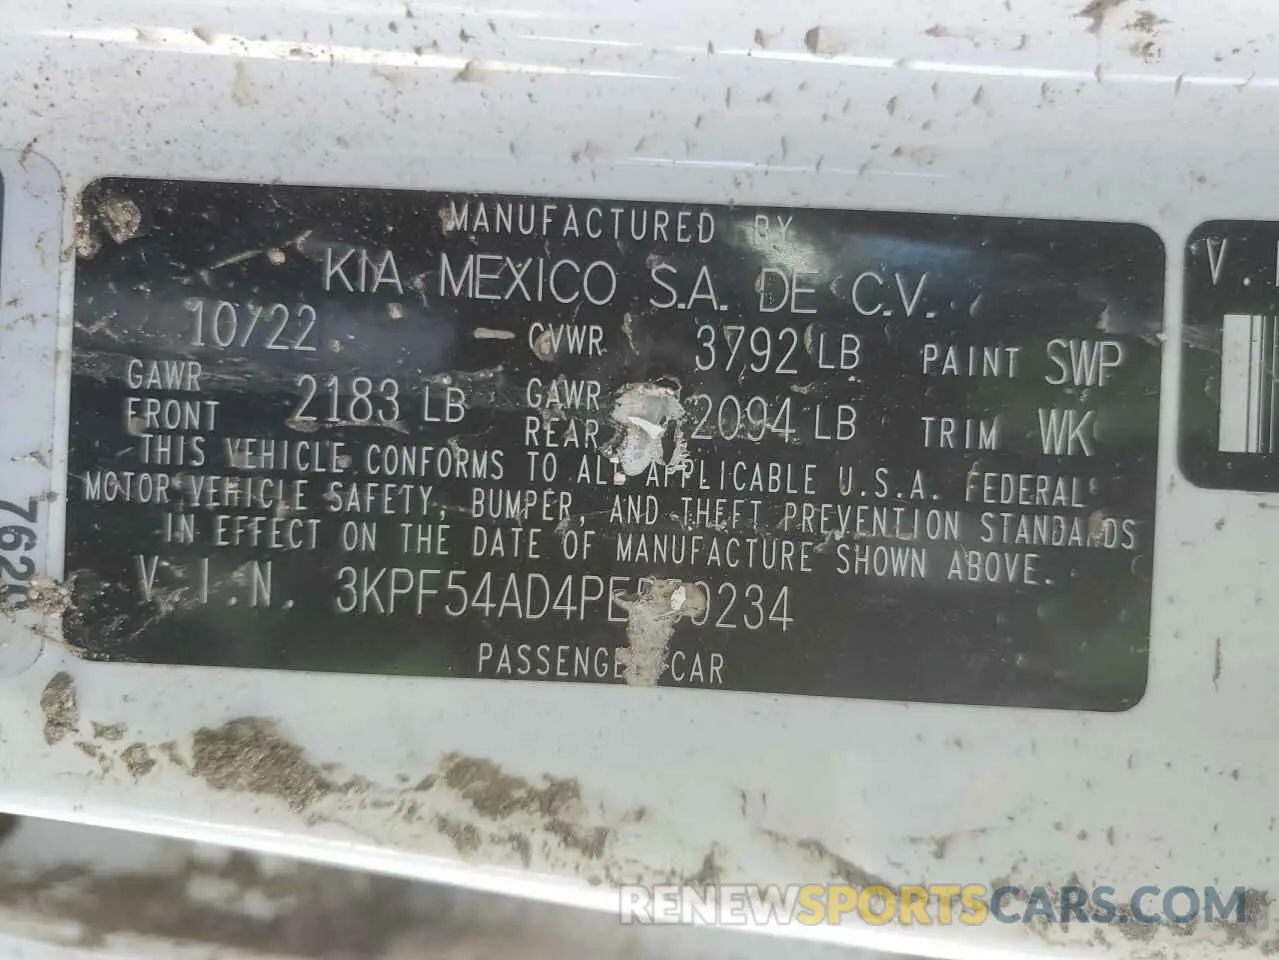 MANUFACTURED BY
KIA MEXICO S.A. DE C.V.
10/22 GVWR 3792 LB PAINT SWP
GAWR FRONT 2183 LB GAWR REAR 2094 LB TRIM WK
THIS VEHICLE CONFORMS TO ALL APPLICABLE U.S.A. FEDERAL
MOTOR VEHICLE SAFETY, BUMPER, AND THEFT PREVENTION STANDARDS
IN EFFECT ON THE DATE OF MANUFACTURE SHOWN ABOVE.
V.I.N.
PASSENGER CAR
RENEWSPORTSCARS.COM